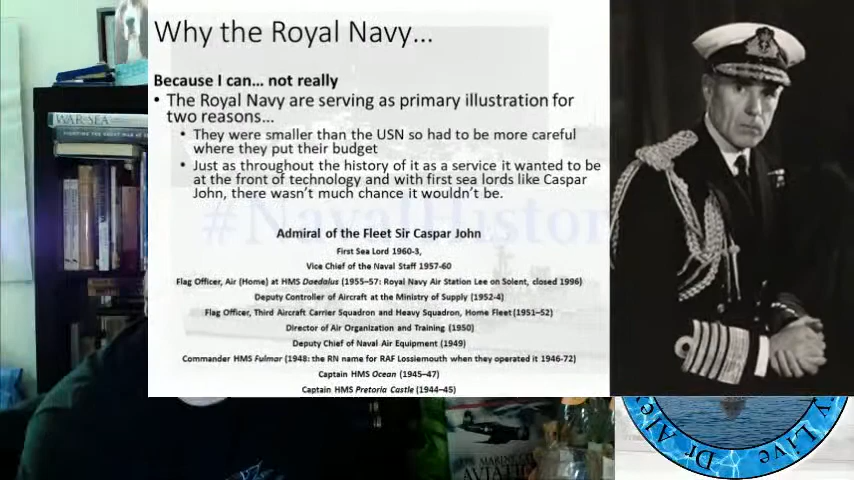 Why the Royal Navy...
Because I can... not really
• The Royal Navy are serving as primary illustration for
two reasons...
• They were smaller than the USN so had to be more careful
where they put their budget
• Just as throughout the history of it as a service it wanted to be
at the front of technology and with first sea lords like Caspar
John, there wasn't much chance it wouldn't be.
#NavalHistor
Admiral of the Fleet Sir Caspar John
First Sea Lord 1960-3,
Vice Chief of the Naval Staff 1957-60
Flag Officer, Air (Home) at HMS Daedalus (1955–57: Royal Navy Air Station Lee on Solent, closed 1996)
Deputy Controller of Aircraft at the Ministry of Supply (1952-4)
Flag Officer, Third Aircraft Carrier Squadron and Heavy Squadron, Home Fleet (1951–52)
Director of Air Organization and Training (1950)
Deputy Chief of Naval Air Equipment (1949)
Commander HMS Fulmar (1948: the RN name for RAF Lossiemouth when they operated it 1946-72)
Captain HMS Ocean (1945–47)
Captain HMS Pretoria Castle (1944–45)
WAR SEA
AVIATION
y Live Dr Ale